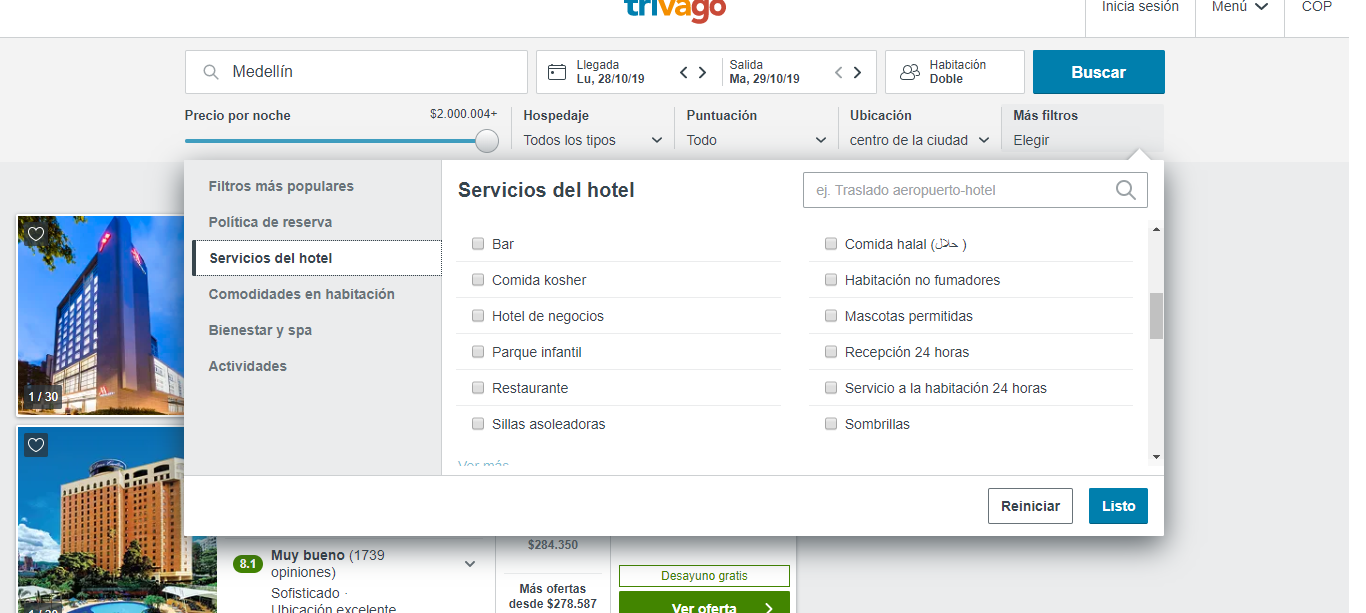 trivago
Inicia sesión
Menú
COP
Medellín
Llegada
Lu, 28/10/19
Salida
Ma, 29/10/19
Habitación
Doble
Buscar
Precio por noche
$2.000.004+
Hospedaje
Todos los tipos
Puntuación
Todo
Ubicación
centro de la ciudad
Más filtros
Elegir
Filtros más populares
Política de reserva
Servicios del hotel
Comodidades en habitación
Bienestar y spa
Actividades
Servicios del hotel
ej. Traslado aeropuerto-hotel
Bar
Comida halal (حلال )
Comida kosher
Habitación no fumadores
Hotel de negocios
Mascotas permitidas
Parque infantil
Recepción 24 horas
Restaurante
Servicio a la habitación 24 horas
Sillas asoleadoras
Sombrillas
Ver más
Reiniciar
Listo
1 / 30
1 / 30
8.1
Muy bueno (1739
opiniones)
Sofisticado ·
Ubicación excelente
$284.350
Más ofertas
desde $278.587
Desayuno gratis
Ver oferta